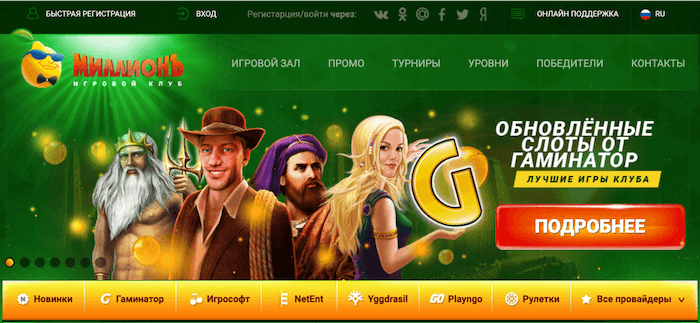 БЫСТРАЯ РЕГИСТРАЦИЯ
ВХОД
Регистрация/войти через:
ОНЛАЙН ПОДДЕРЖКА
RU
МиллионЪ
ИГРОВОЙ КЛУБ
ИГРОВОЙ ЗАЛ
ПРОМО
ТУРНИРЫ
УРОВНИ
ПОБЕДИТЕЛИ
КОНТАКТЫ
G
ОБНОВЛЁННЫЕ
СЛОТЫ ОТ
ГАМИНАТОР
ЛУЧШИЕ ИГРЫ КЛУБА
ПОДРОБНЕЕ
N Новинки
G Гаминатор
Игрософт
NetEnt
Yggdrasil
GO Playngo
Рулетки
Все провайдеры